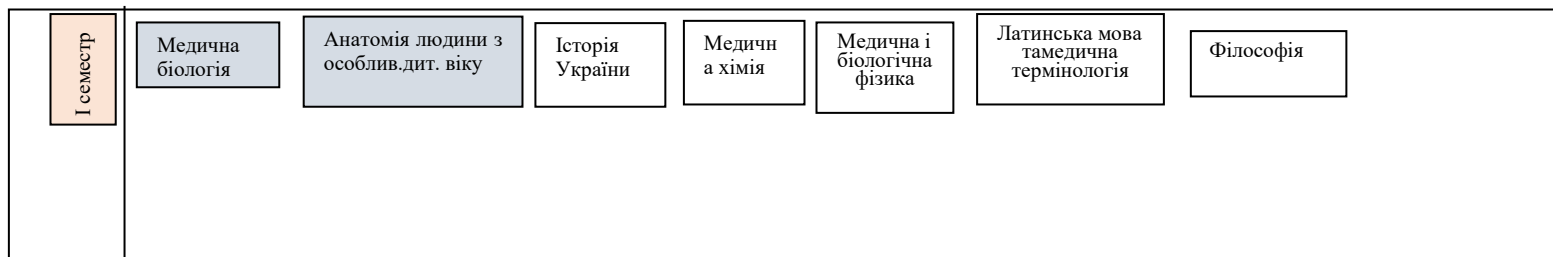 І семестр
Медична
біологія
Анатомія людини з
особлив.дит. віку
Історія
України
Медичн
а хімія
Медична і
біологічна
фізика
Латинська мова
тамедична
термінологія
Філософія